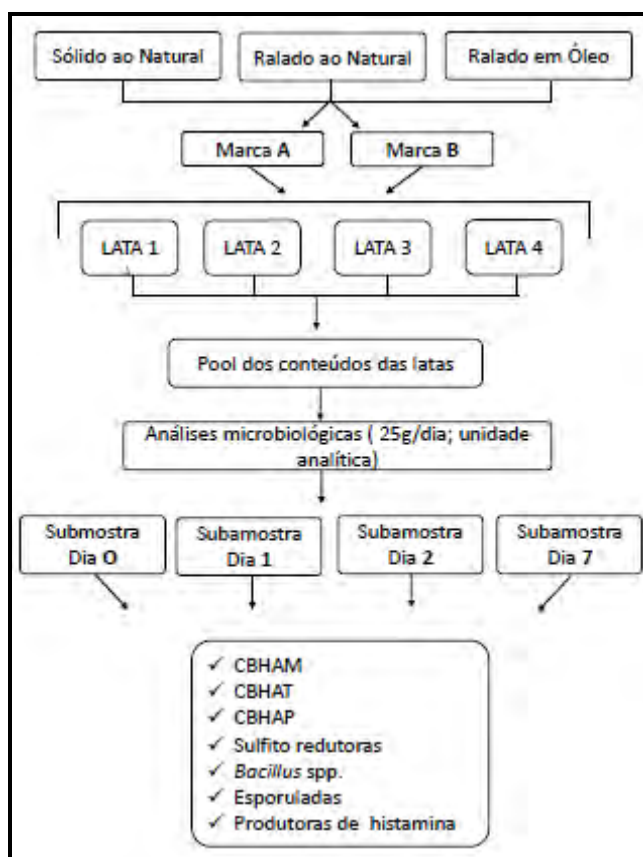 Sólido ao Natural
Ralado ao Natural
Ralado em Óleo
Marca A
Marca B
LATA 1
LATA 2
LATA 3
LATA 4
Pool dos conteúdos das latas
Análises microbiológicas ( 25g/dia; unidade
analítica)
Submostra
Dia O
Subamostra
Dia 1
Subamostra
Dia 2
Subamostra
Dia 7
✓ CBHAM
✓ CBHAT
✓ CBHAP
✓ Sulfito redutoras
✓ Bacillus spp.
✓ Esporuladas
✓ Produtoras de histamina